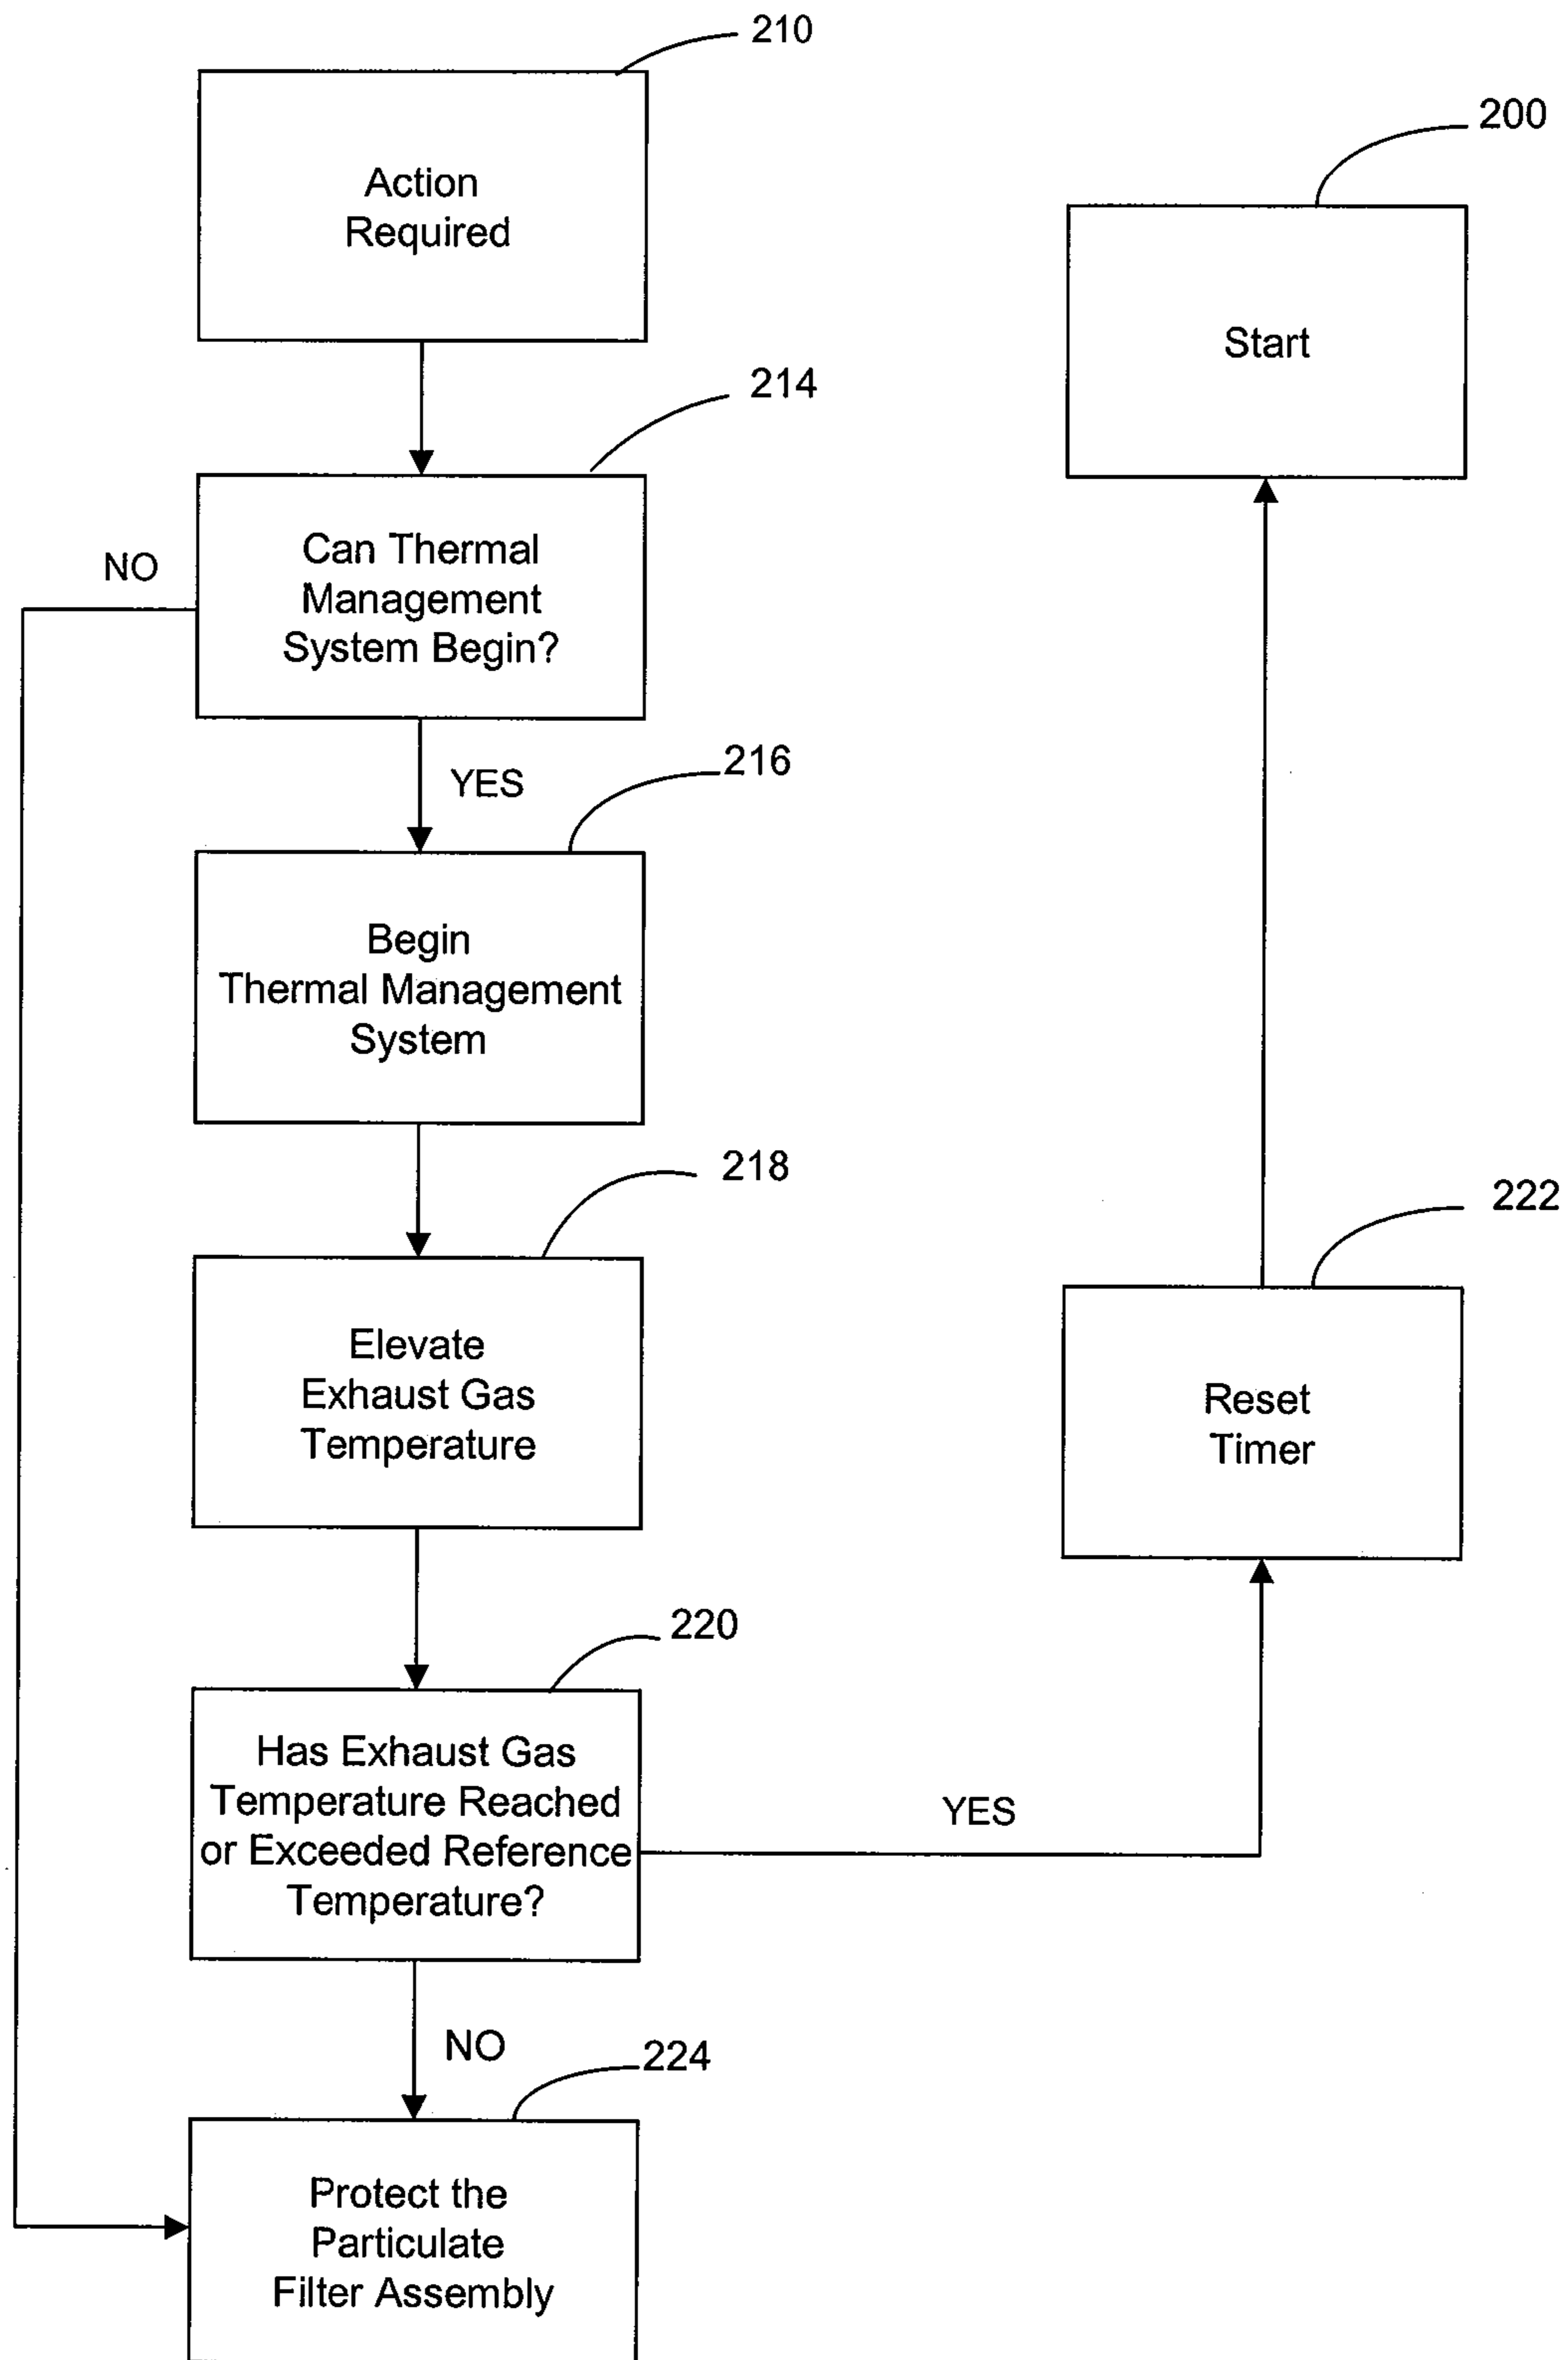 210
Action
Required
200
Start
214
Can Thermal
Management
System Begin?
NO
YES
216
Begin
Thermal Management
System
218
Elevate
Exhaust Gas
Temperature
222
Reset
Timer
220
Has Exhaust Gas
Temperature Reached
or Exceeded Reference
Temperature?
YES
NO
224
Protect the
Particulate
Filter Assembly